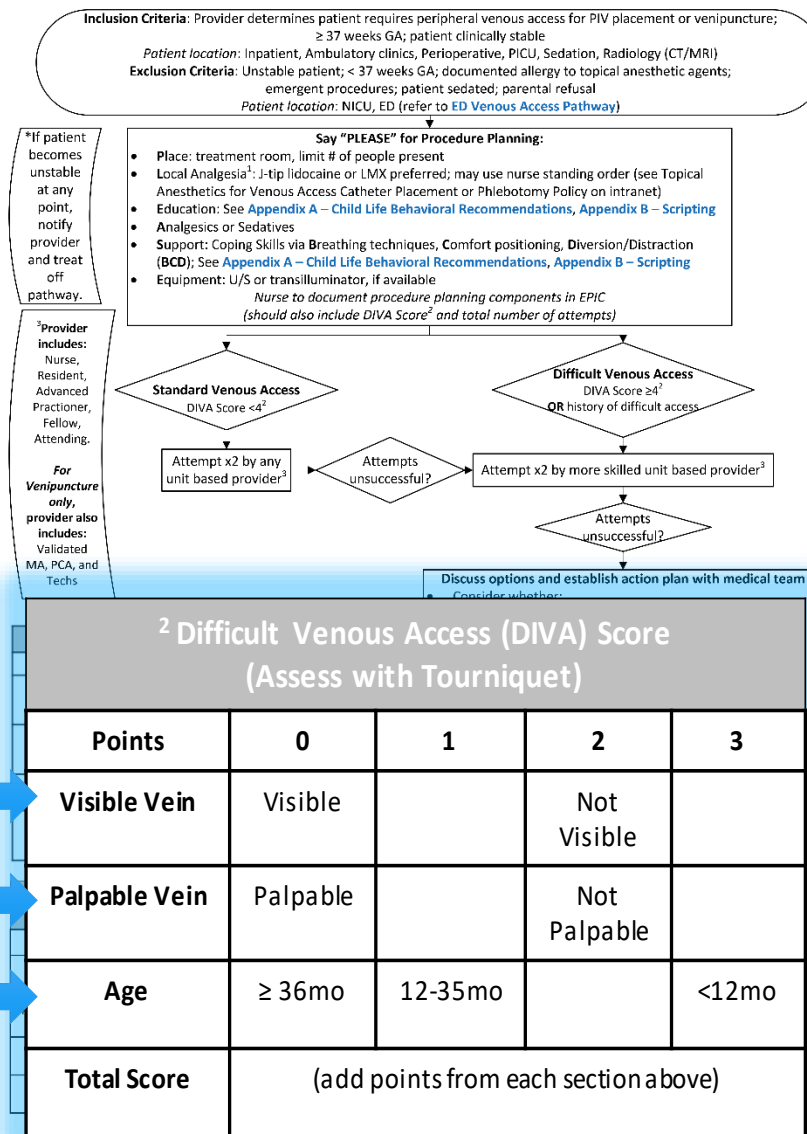 Inclusion Criteria: Provider determines patient requires peripheral venous access for PIV placement or venipuncture;
≥ 37 weeks GA; patient clinically stable
Patient location: Inpatient, Ambulatory clinics, Perioperative, PICU, Sedation, Radiology (CT/MRI)
Exclusion Criteria: Unstable patient; < 37 weeks GA; documented allergy to topical anesthetic agents;
emergent procedures; patient sedated; parental refusal
Patient location: NICU, ED (refer to ED Venous Access Pathway)
*If patient
becomes
unstable
at any
point,
notify
provider
and treat
off
pathway.
Say “PLEASE” for Procedure Planning:
• Place: treatment room, limit # of people present
• Local Analgesia1: J-tip lidocaine or LMX preferred; may use nurse standing order (see Topical
Anesthetics for Venous Access Catheter Placement or Phlebotomy Policy on intranet)
• Education: See Appendix A – Child Life Behavioral Recommendations, Appendix B – Scripting
• Analgesics or Sedatives
• Support: Coping Skills via Breathing techniques, Comfort positioning, Diversion/Distraction
(BCD); See Appendix A – Child Life Behavioral Recommendations, Appendix B – Scripting
• Equipment: U/S or transilluminator, if available
Nurse to document procedure planning components in EPIC
(should also include DIVA Score2 and total number of attempts)
3Provider
includes:
Nurse,
Resident,
Advanced
Practioner,
Fellow,
Attending.
For
Venipuncture
only,
provider also
includes:
Validated
MA, PCA, and
Techs
Standard Venous Access
DIVA Score <42
Difficult Venous Access
DIVA Score ≥42
OR history of difficult access
Attempt x2 by any
unit based provider3
Attempts
unsuccessful?
Attempt x2 by more skilled unit based provider3
Attempts
unsuccessful?
Discuss options and establish action plan with medical team
• Consider whether:
2 Difficult Venous Access (DIVA) Score
(Assess with Tourniquet)
Points 0 1 2 3
Visible Vein Visible Not
Visible
Palpable Vein Palpable Not
Palpable
Age ≥ 36mo 12-35mo <12mo
Total Score (add points from each section above)